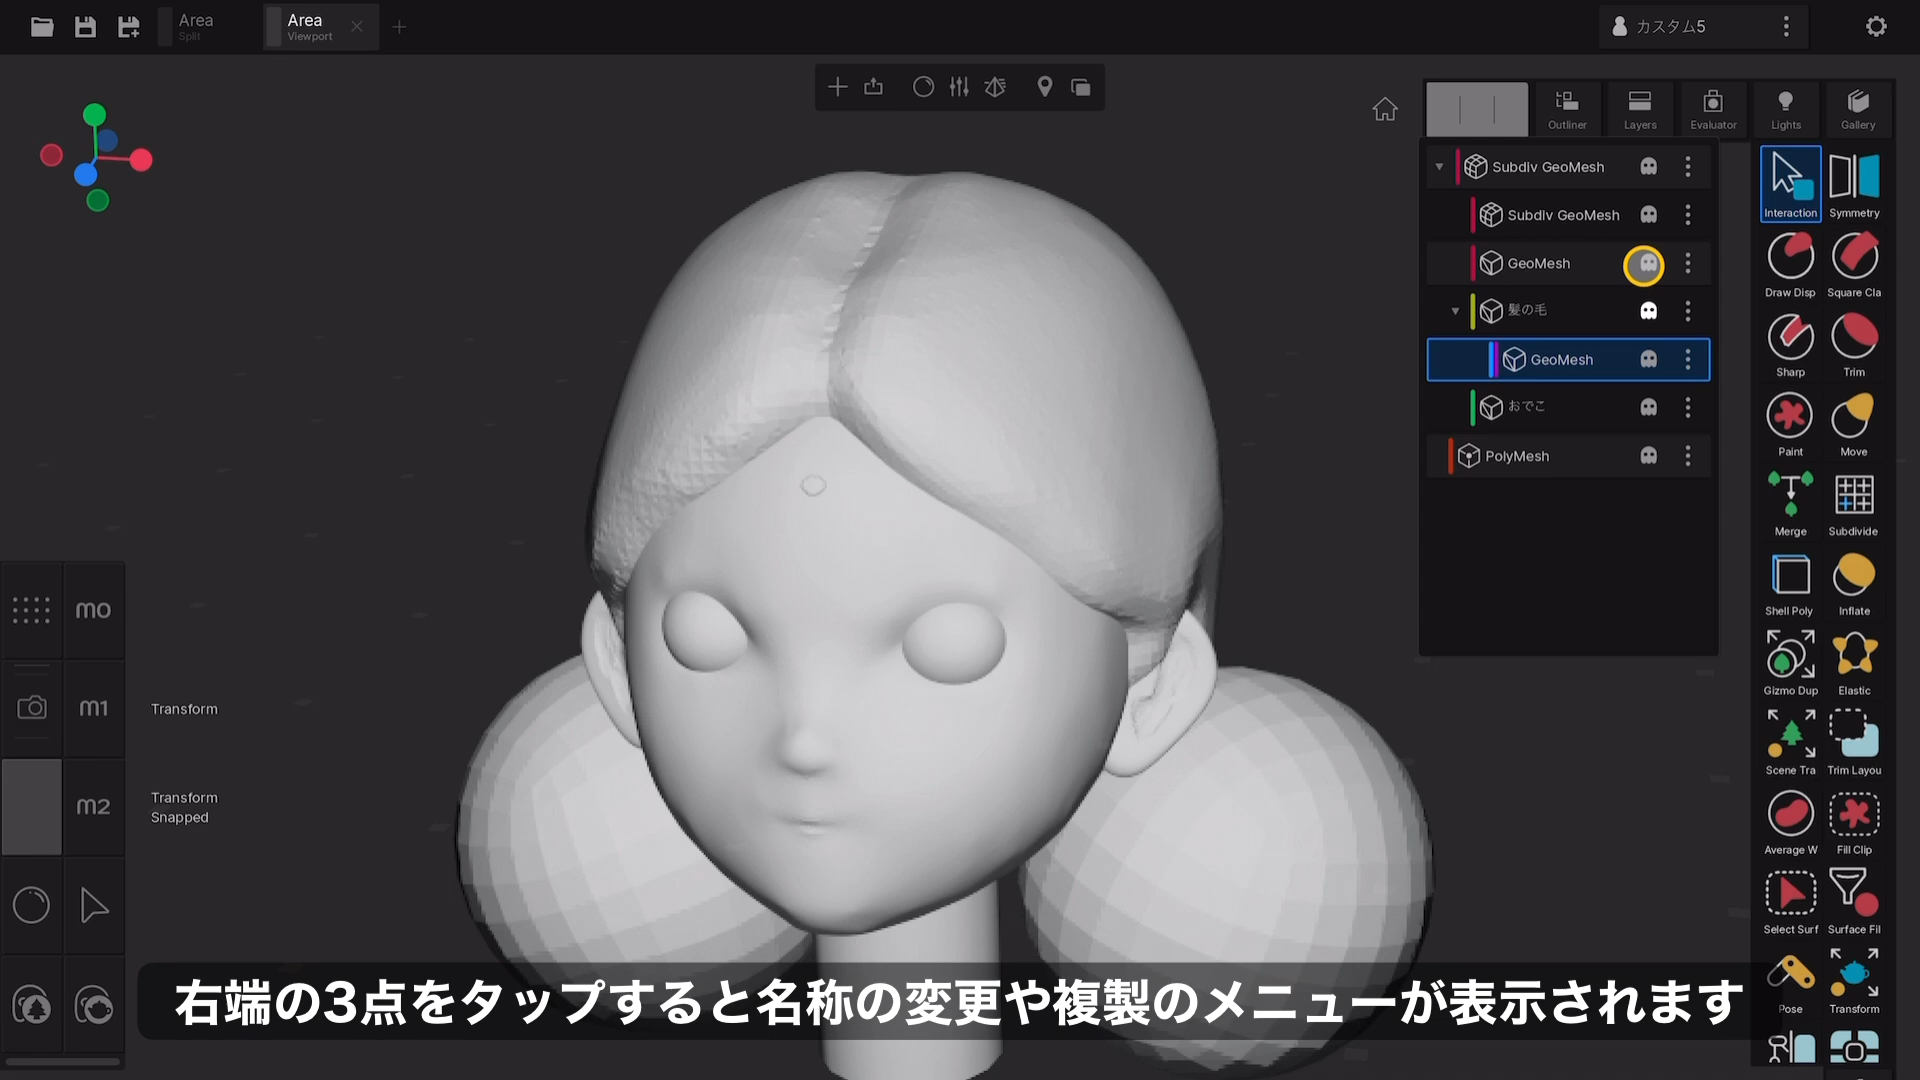 Area
Split
Area
Viewport
カスタム5
Outliner
Layers
Evaluator
Lights
Gallery
Subdiv GeoMesh
Subdiv GeoMesh
GeoMesh
髪の毛
GeoMesh
おでこ
PolyMesh
Interaction
Symmetry
Draw Disp
Square Cla
Sharp
Trim
Paint
Move
Merge
Subdivide
Shell Poly
Inflate
Gizmo Dup
Elastic
Scene Tra
Trim Layou
Average W
Fill Clip
Select Surf
Surface Fil
Pose
Transform
m0
m1
Transform
m2
Transform
Snapped
右端の3点をタップすると名称の変更や複製のメニューが表示されます